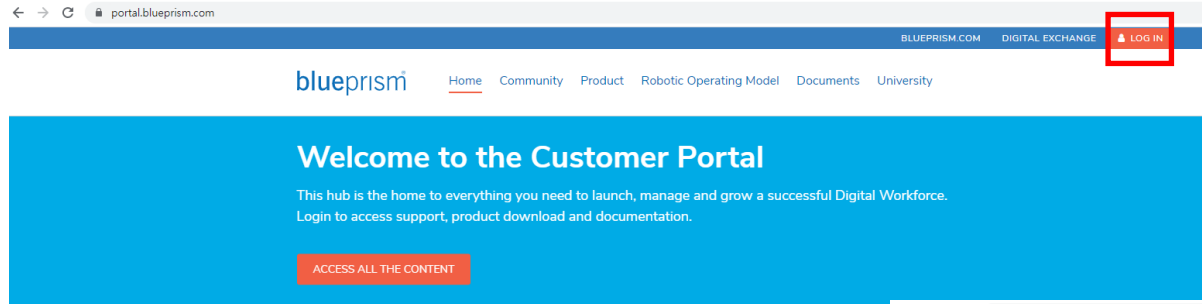 portal.blueprism.com
BLUEPRISM.COM DIGITAL EXCHANGE LOG IN
blueprism Home Community Product Robotic Operating Model Documents University
Welcome to the Customer Portal
This hub is the home to everything you need to launch, manage and grow a successful Digital Workforce.
Login to access support, product download and documentation.
ACCESS ALL THE CONTENT